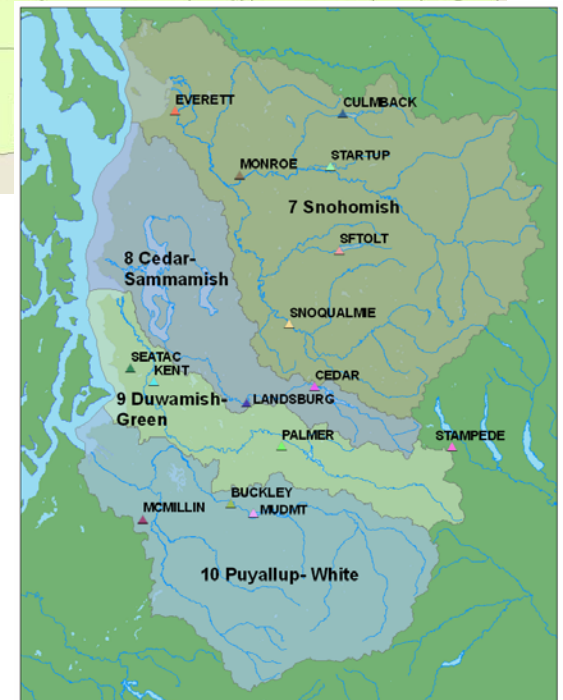 EVERETT
CULMBACK
STARTUP
MONROE
7 Snohomish
SFTOLT
8 Cedar-
Sammamish
SNOQUALMIE
SEATAC
KENT
CEDAR
9 Duwamish-
Green
LANDSBURG
PALMER
STAMPEDE
BUCKLEY
MUDMT
MCMILLIN
10 Puyallup- White